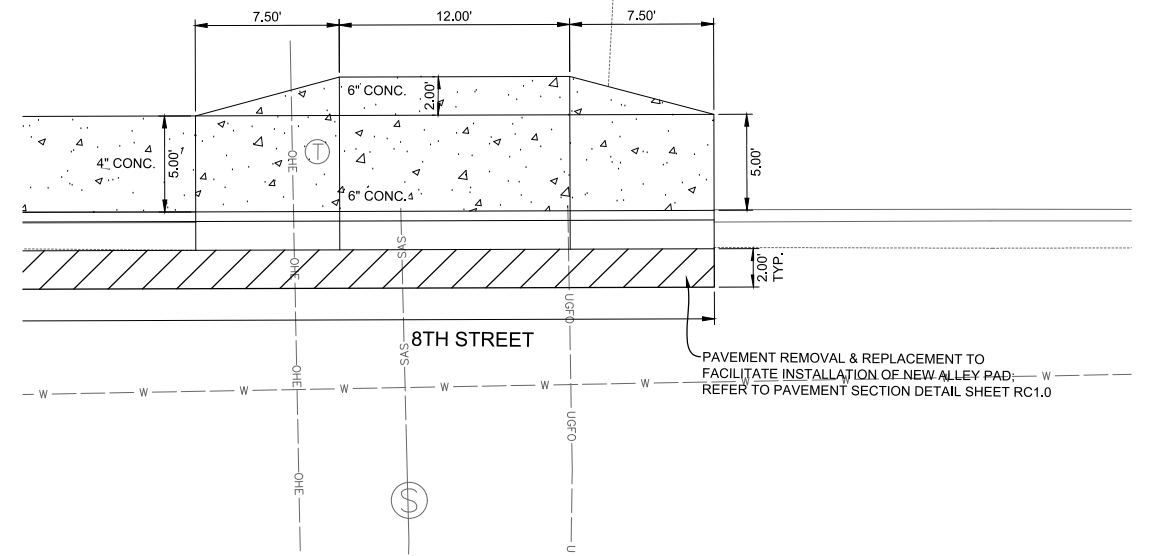 7.50'
12.00'
7.50'
6" CONC.
2.00'
4" CONC.
5.00'
OHE
T
5.00'
6" CONC.
SAS
OHE
2.00'
TYP.
UGFO
8TH STREET
SAS
PAVEMENT REMOVAL & REPLACEMENT TO
FACILITATE INSTALLATION OF NEW ALLEY PAD;
REFER TO PAVEMENT SECTION DETAIL SHEET RC1.0
OHE
W W W W W W W W W W W
UGFO
OHE
S
U